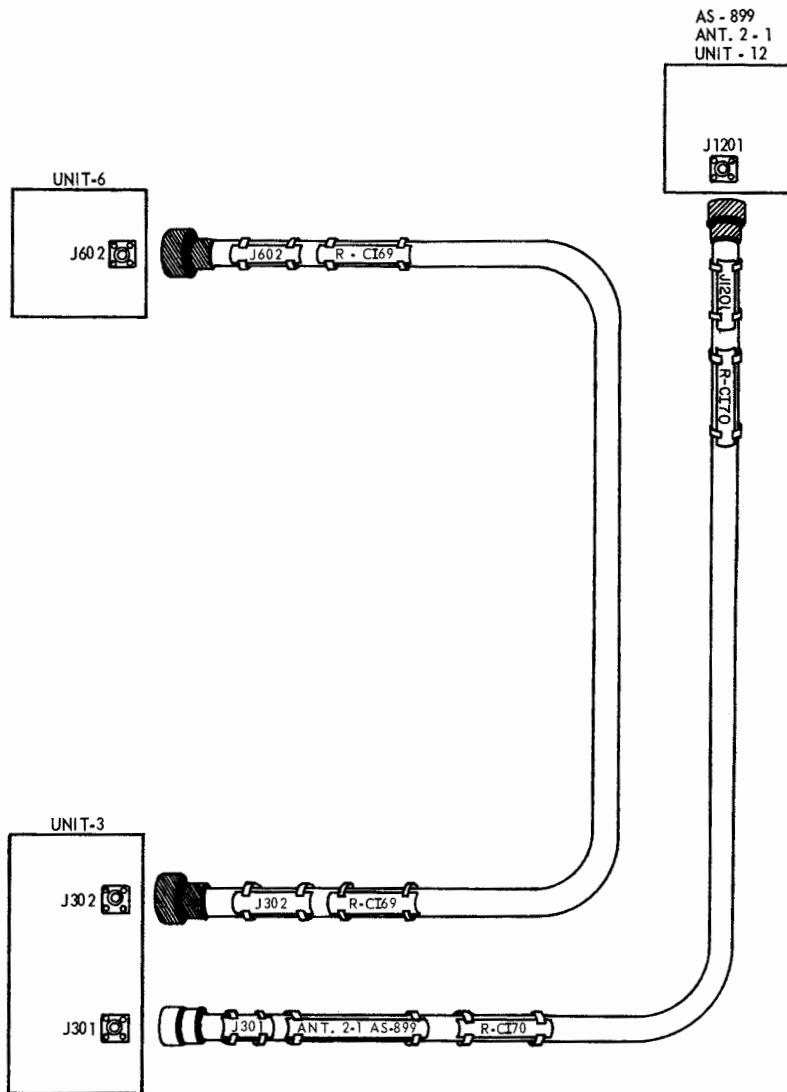 AS - 899
ANT. 2 - 1
UNIT - 12
J1201
UNIT-6
J602
J602
R - CI69
J1201
R-CI70
UNIT-3
J302
J302
R-CI69
J301
J301
ANT. 2-1 AS-899
R-CI70